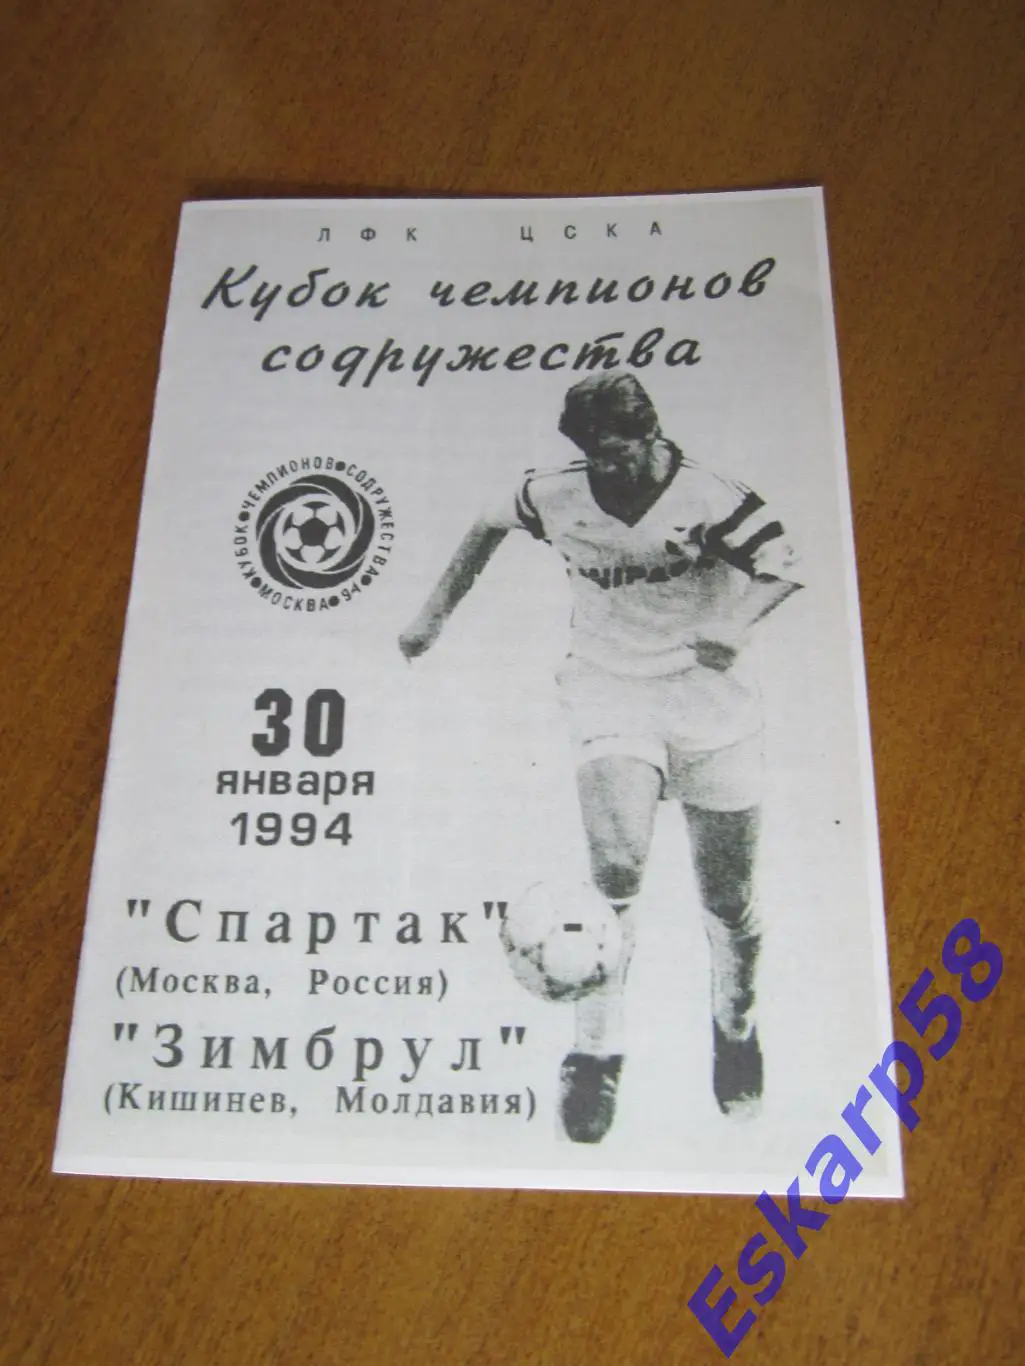 ЛФК ЦСКА
Кубок чемпионов
содружества
КУБОК•ЧЕМПИОНОВ•СОДРУЖЕСТВА
•МОСКВА•94•
30
января
1994
"Спартак" -
(Москва, Россия)
"Зимбрул"
(Кишинев, Молдавия)
Eskarp58